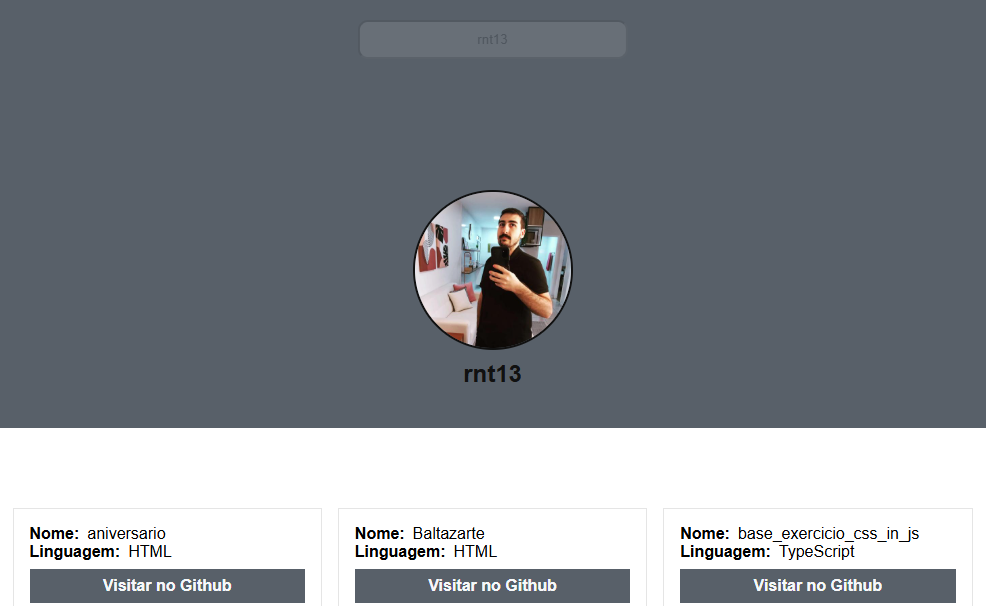 rnt13
rnt13
Nome: aniversario
Linguagem: HTML
Visitar no Github
Nome: Baltazarte
Linguagem: HTML
Visitar no Github
Nome: base_exercicio_css_in_js
Linguagem: TypeScript
Visitar no Github